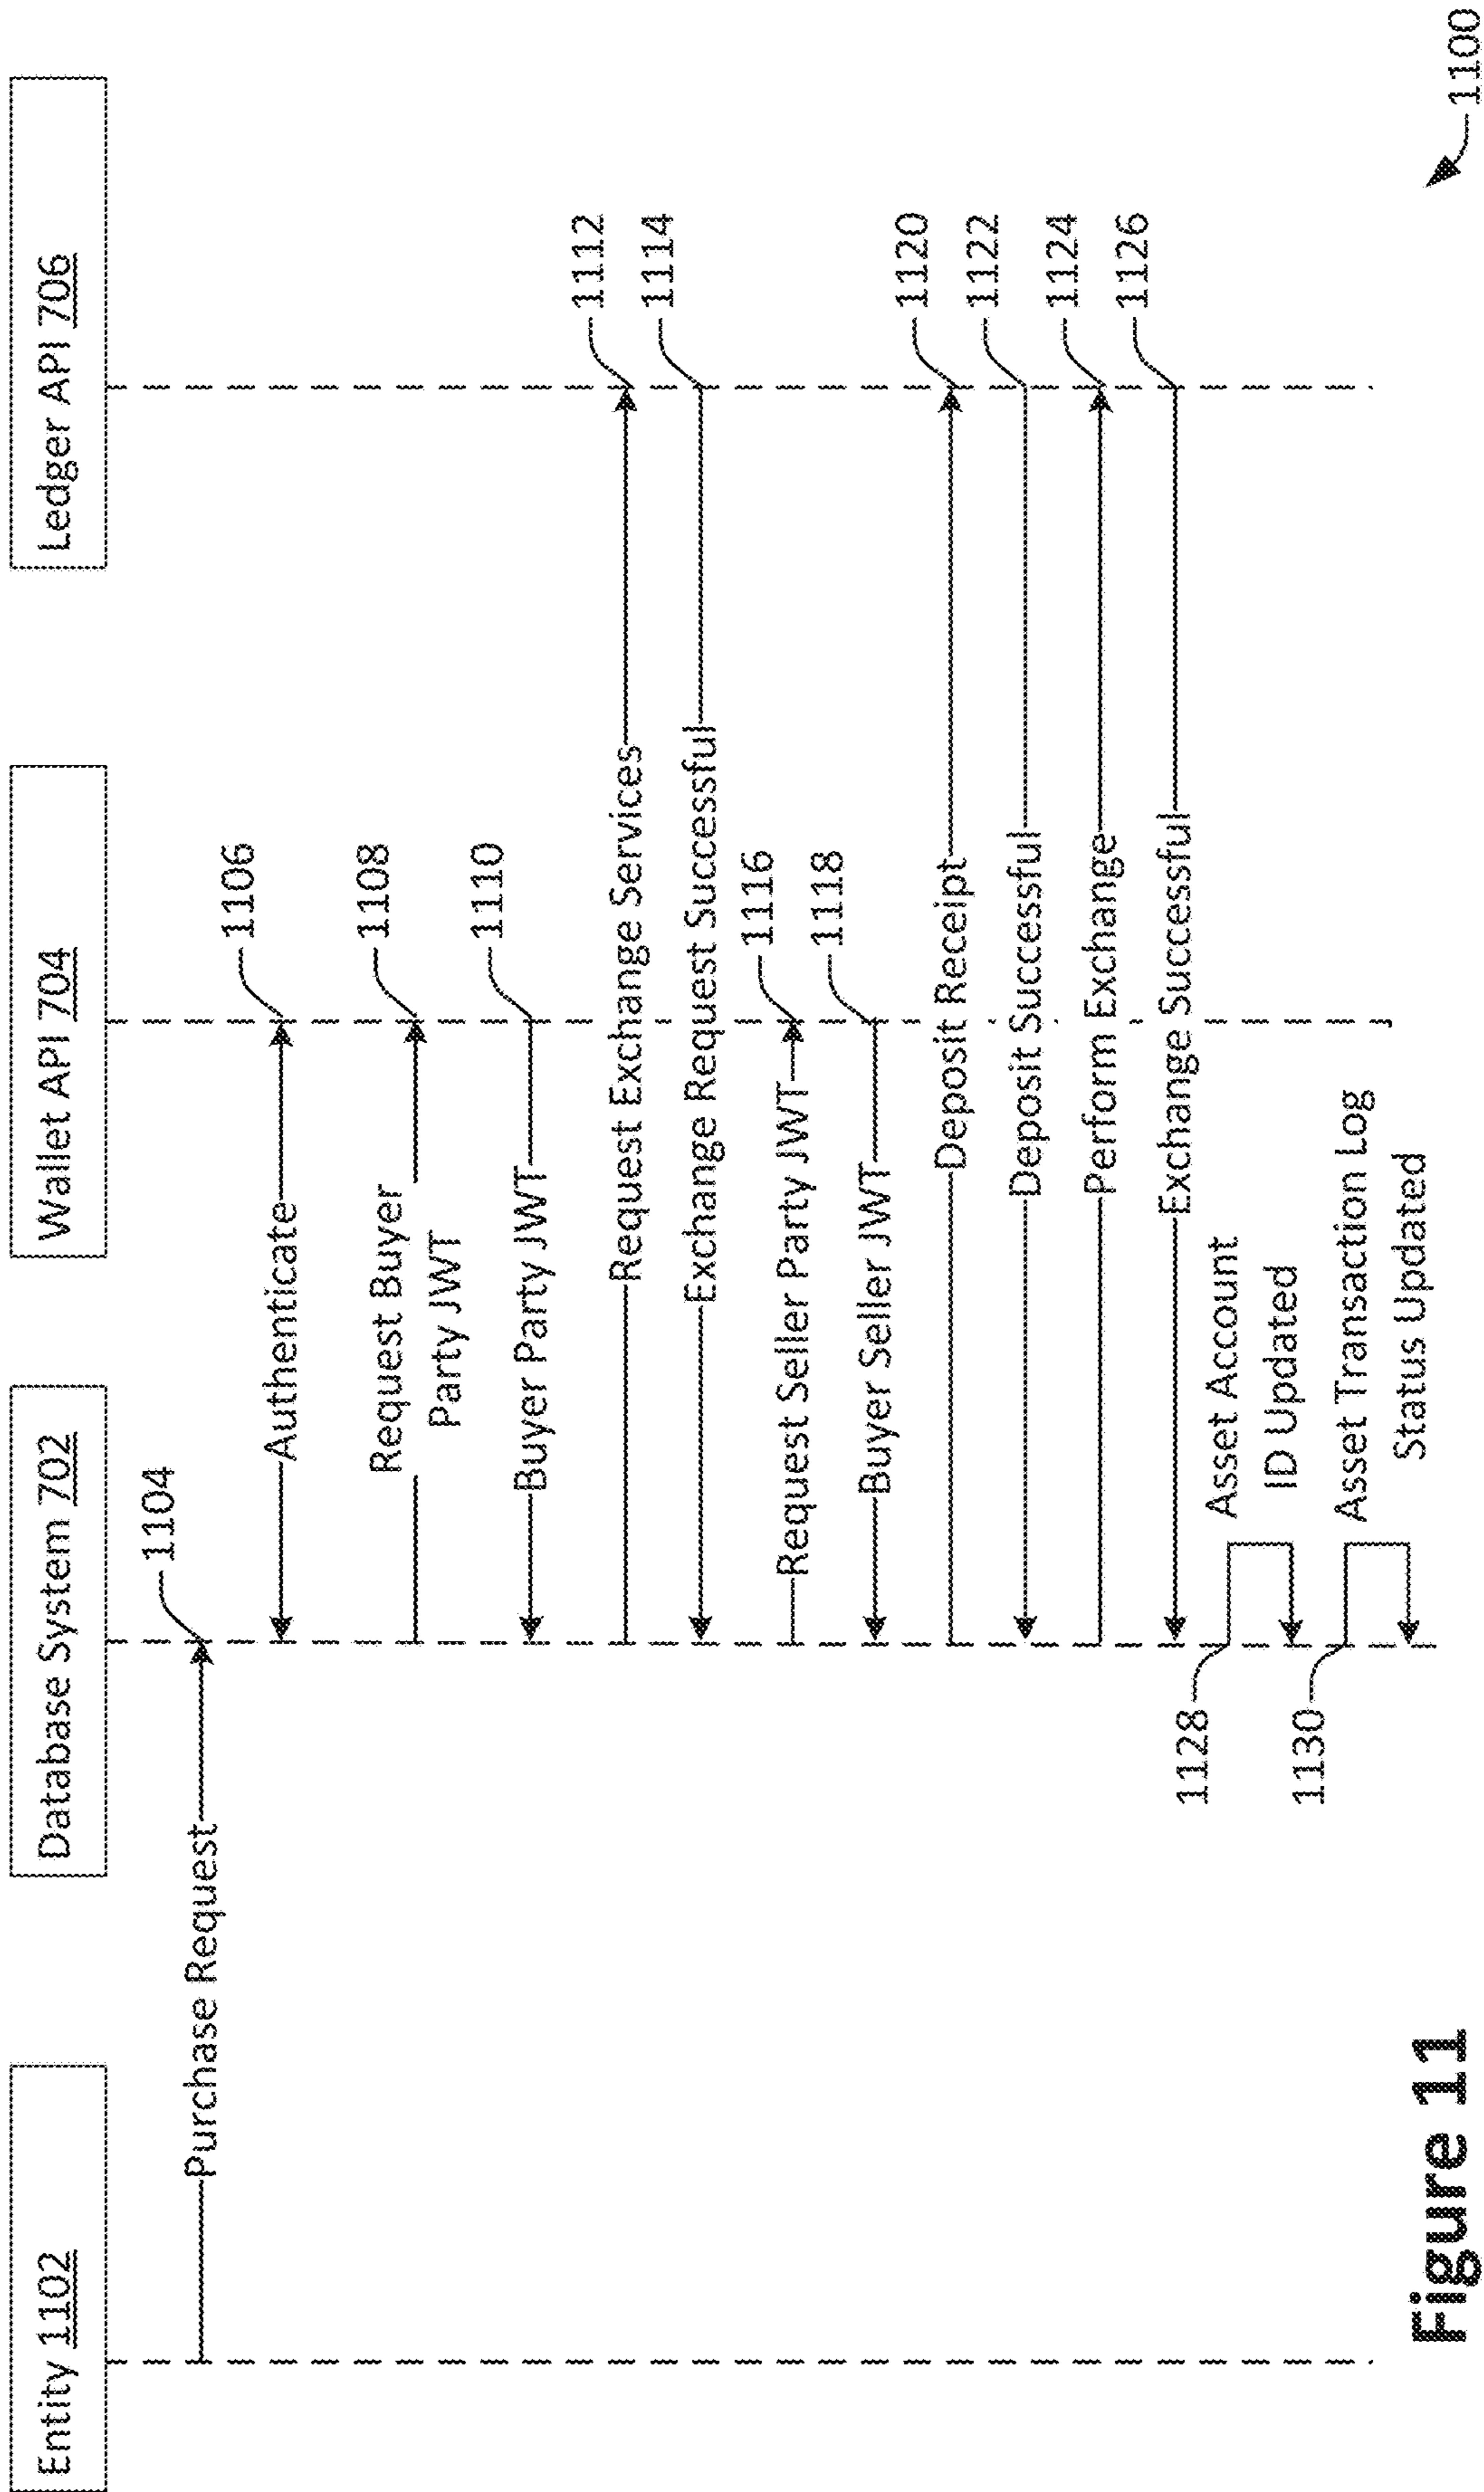 Entity 1102
Database System 702
Wallet API 704
Ledger API 706
1104
Purchase Request
1106
Authenticate
1108
Request Buyer
Party JWT
1110
Buyer Party JWT
1112
Request Exchange Services
1114
Exchange Request Successful
1116
Request Seller Party JWT
1118
Buyer Seller JWT
1120
Deposit Receipt
1122
Deposit Successful
1124
Perform Exchange
1126
Exchange Successful
1128
Asset Account
ID Updated
1130
Asset Transaction Log
Status Updated
Figure 11
1100